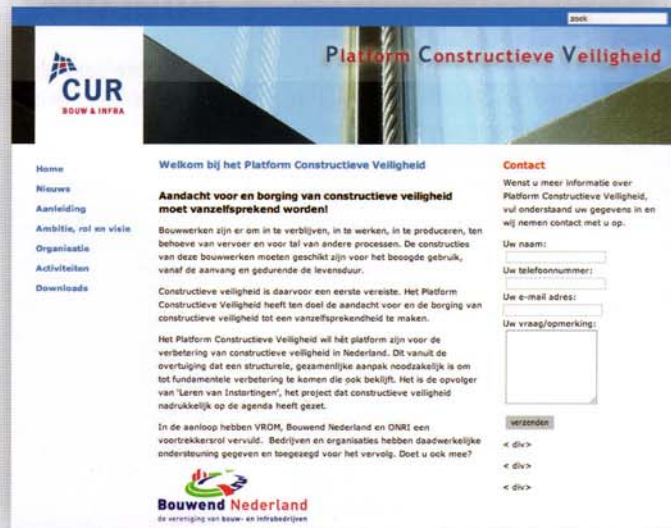 zoek
Platform Constructieve Veiligheid
CUR
BOUW & INFRA
Home
Nieuws
Aanleiding
Ambitie, rol en visie
Organisatie
Activiteiten
Downloads
Welkom bij het Platform Constructieve Veiligheid
Aandacht voor en borging van constructieve veiligheid
moet vanzelfsprekend worden!
Bouwwerken zijn er om in te verblijven, in te werken, in te produceren, ten
behoeve van vervoer en voor tal van andere processen. De constructies
van deze bouwwerken moeten geschikt zijn voor het beoogde gebruik,
vanaf de aanvang en gedurende de levensduur.
Constructieve veiligheid is daarvoor een eerste vereiste. Het Platform
Constructieve Veiligheid heeft ten doel de aandacht voor en de borging van
constructieve veiligheid tot een vanzelfsprekendheid te maken.
Het Platform Constructieve Veiligheid wil hét platform zijn voor de
verbetering van constructieve veiligheid in Nederland. Dit vanuit de
overtuiging dat een structurele, gezamenlijke aanpak noodzakelijk is om
tot fundamentele verbetering te komen die ook beklijft. Het is de opvolger
van 'Leren van Instortingen', het project dat constructieve veiligheid
nadrukkelijk op de agenda heeft gezet.
In de aanloop hebben VROM, Bouwend Nederland en ONRI een
voortrekkersrol vervuld. Bedrijven en organisaties hebben daadwerkelijke
ondersteuning gegeven en toegezegd voor het vervolg. Doet u ook mee?
Bouwend Nederland
de vereniging van bouw- en infrabedrijven
Contact
Wenst u meer informatie over
Platform Constructieve Veiligheid,
vul onderstaand uw gegevens in en
wij nemen contact met u op.
Uw naam:
Uw telefoonnummer:
Uw e-mail adres:
Uw vraag/opmerking:
verzenden
< div>
< div>
< div>